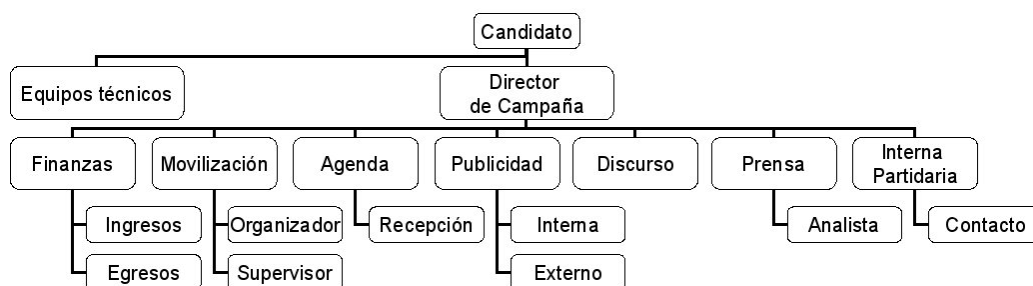 Candidato
Equipos técnicos
Director
de Campaña
Finanzas
Movilización
Agenda
Publicidad
Discurso
Prensa
Interna
Partidaria
Ingresos
Organizador
Recepción
Interna
Analista
Contacto
Egresos
Supervisor
Externo